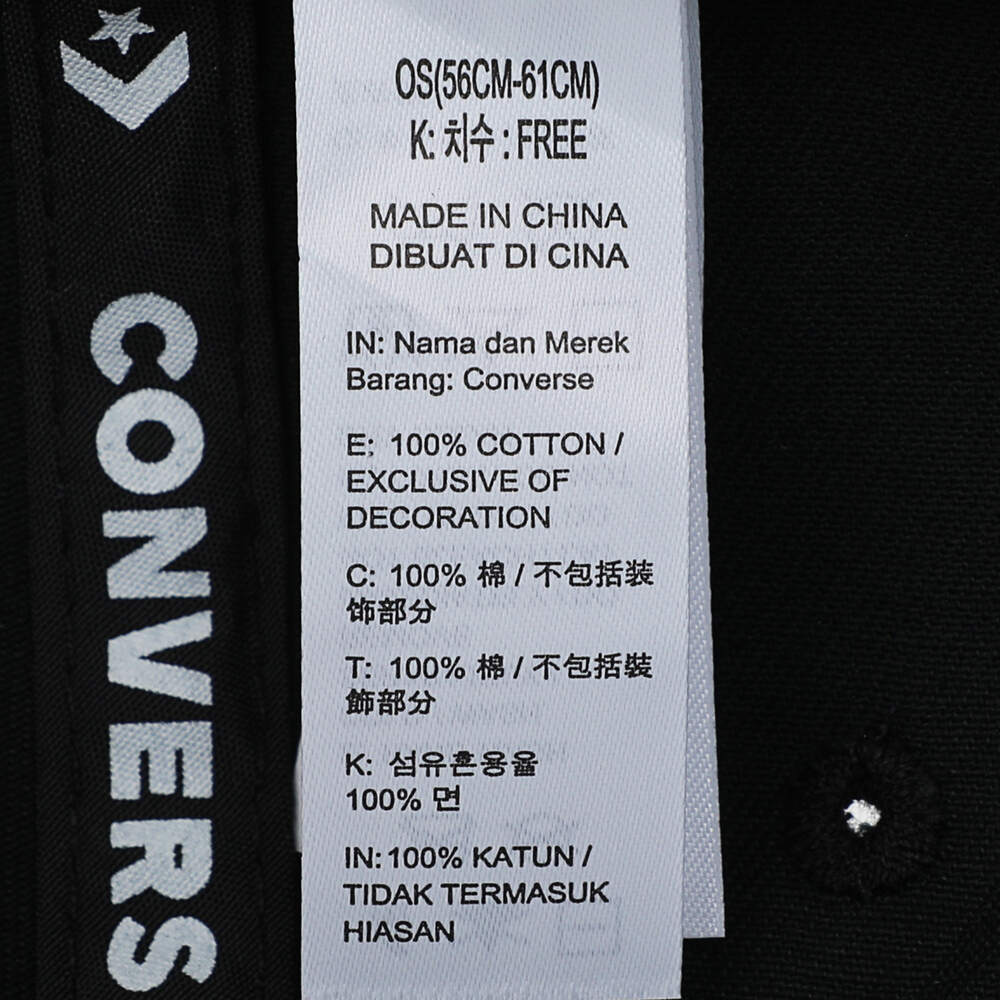 CONVERS
OS(56CM-61CM)
K: 치수 : FREE
MADE IN CHINA
DIBUAT DI CINA
IN: Nama dan Merek
Barang: Converse
E: 100% COTTON /
EXCLUSIVE OF
DECORATION
C: 100% 棉 / 不包括装
饰部分
T: 100% 棉 / 不包括裝
飾部分
K: 섬유혼용율
100% 면
IN: 100% KATUN /
TIDAK TERMASUK
HIASAN